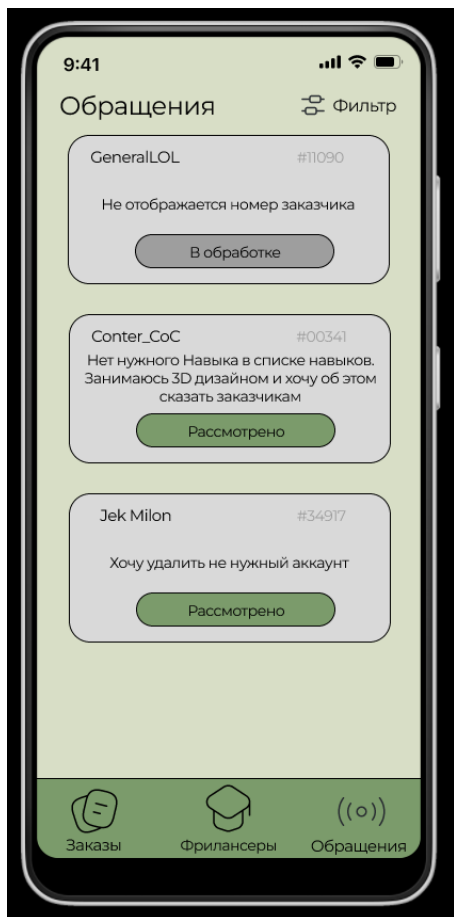 9:41
Обращения
Фильтр
GeneralLOL #11090
Не отображается номер заказчика
В обработке
Conter_CoC #00341
Нет нужного Навыка в списке навыков.
Занимаюсь 3D дизайном и хочу об этом
сказать заказчикам
Рассмотрено
Jek Milon #34917
Хочу удалить не нужный аккаунт
Рассмотрено
Заказы Фрилансеры Обращения